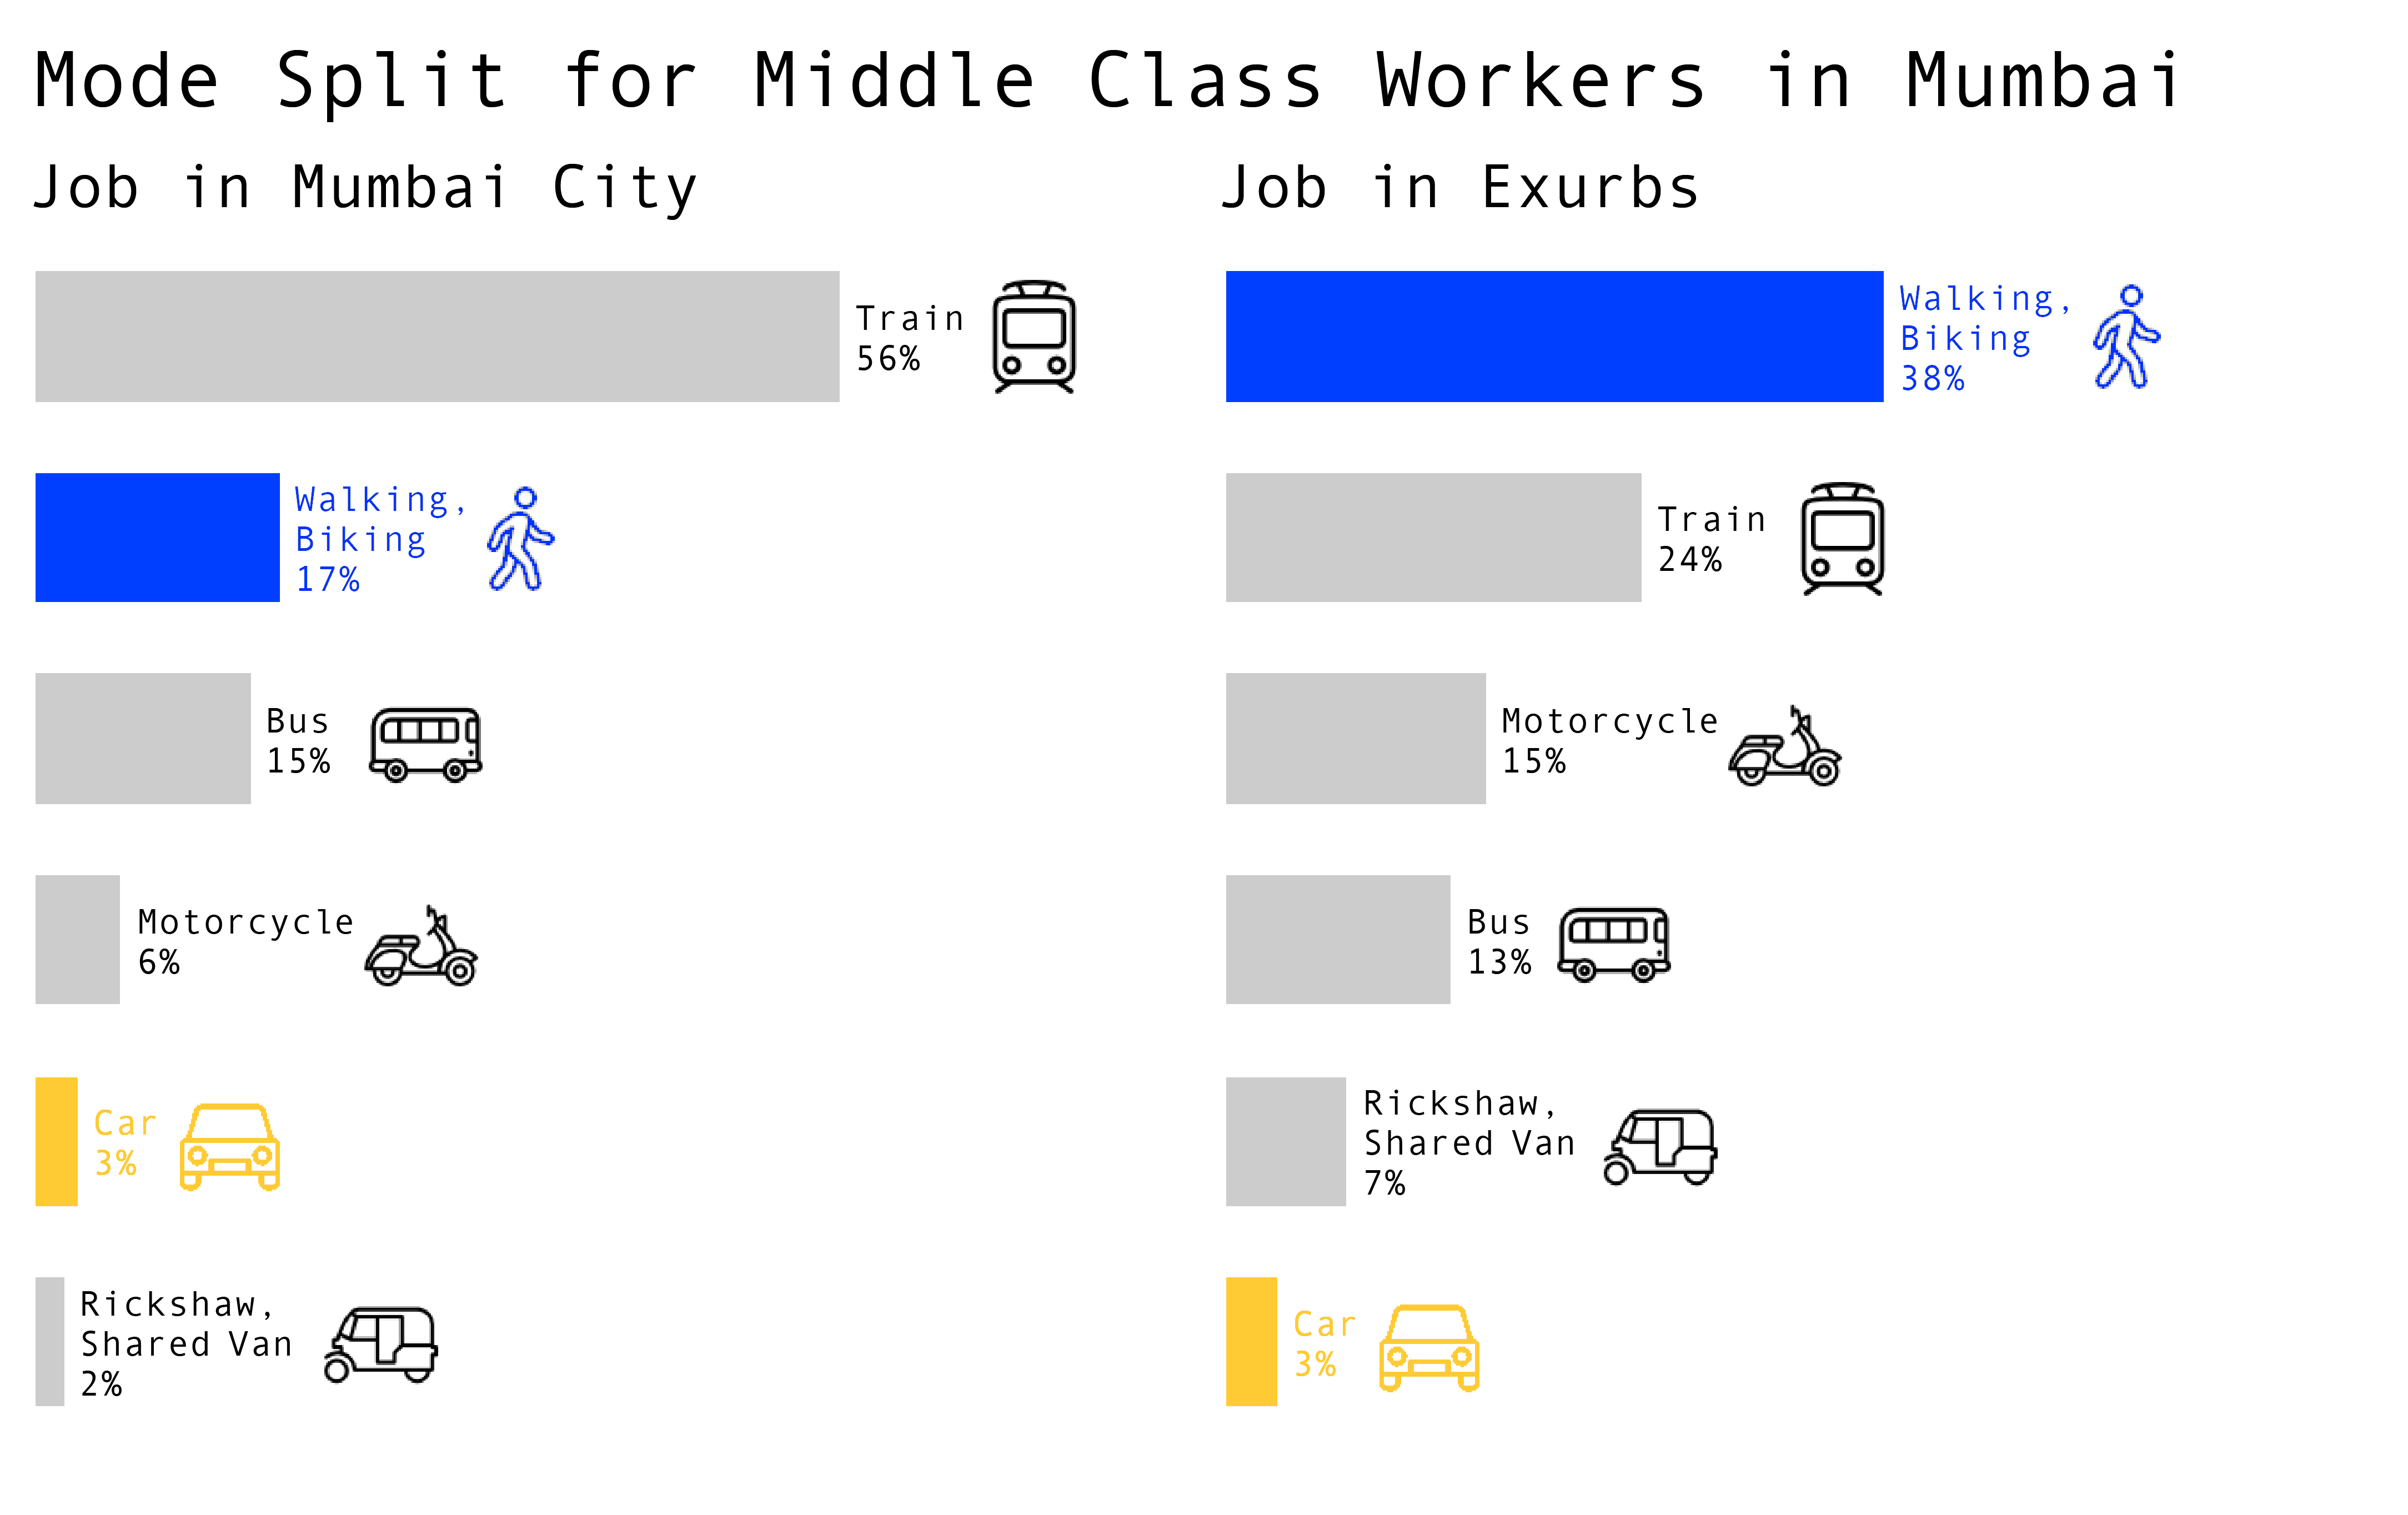 Mode Split for Middle Class Workers in Mumbai
Job in Mumbai City
Train
56%
Walking,
Biking
17%
Bus
15%
Motorcycle
6%
Car
3%
Rickshaw,
Shared Van
2%
Job in Exurbs
Walking,
Biking
38%
Train
24%
Motorcycle
15%
Bus
13%
Rickshaw,
Shared Van
7%
Car
3%